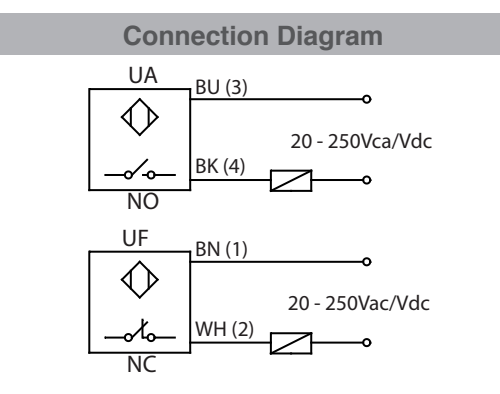 Connection Diagram
UA
BU (3)
20 - 250Vca/Vdc
BK (4)
NO
UF
BN (1)
20 - 250Vac/Vdc
WH (2)
NC